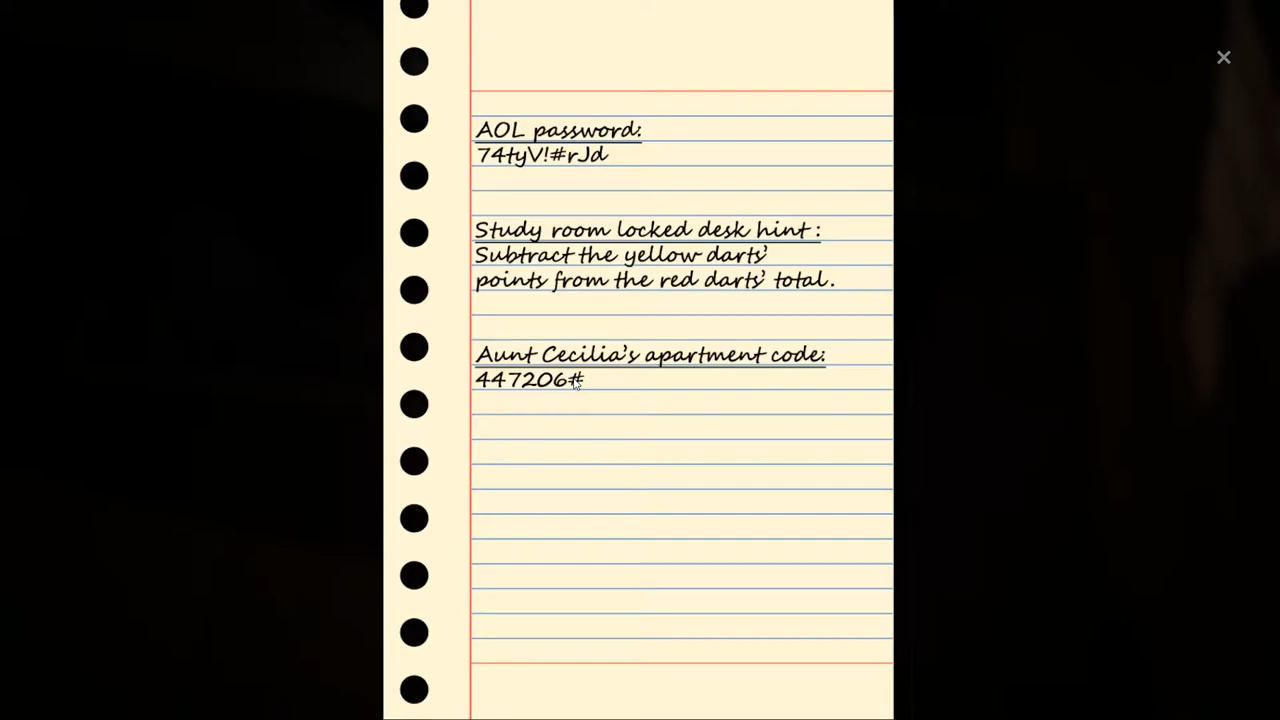 AOL password:
74tyV!#rJd
Study room locked desk hint :
Subtract the yellow darts'
points from the red darts' total.
Aunt Cecilia's apartment code:
447206#